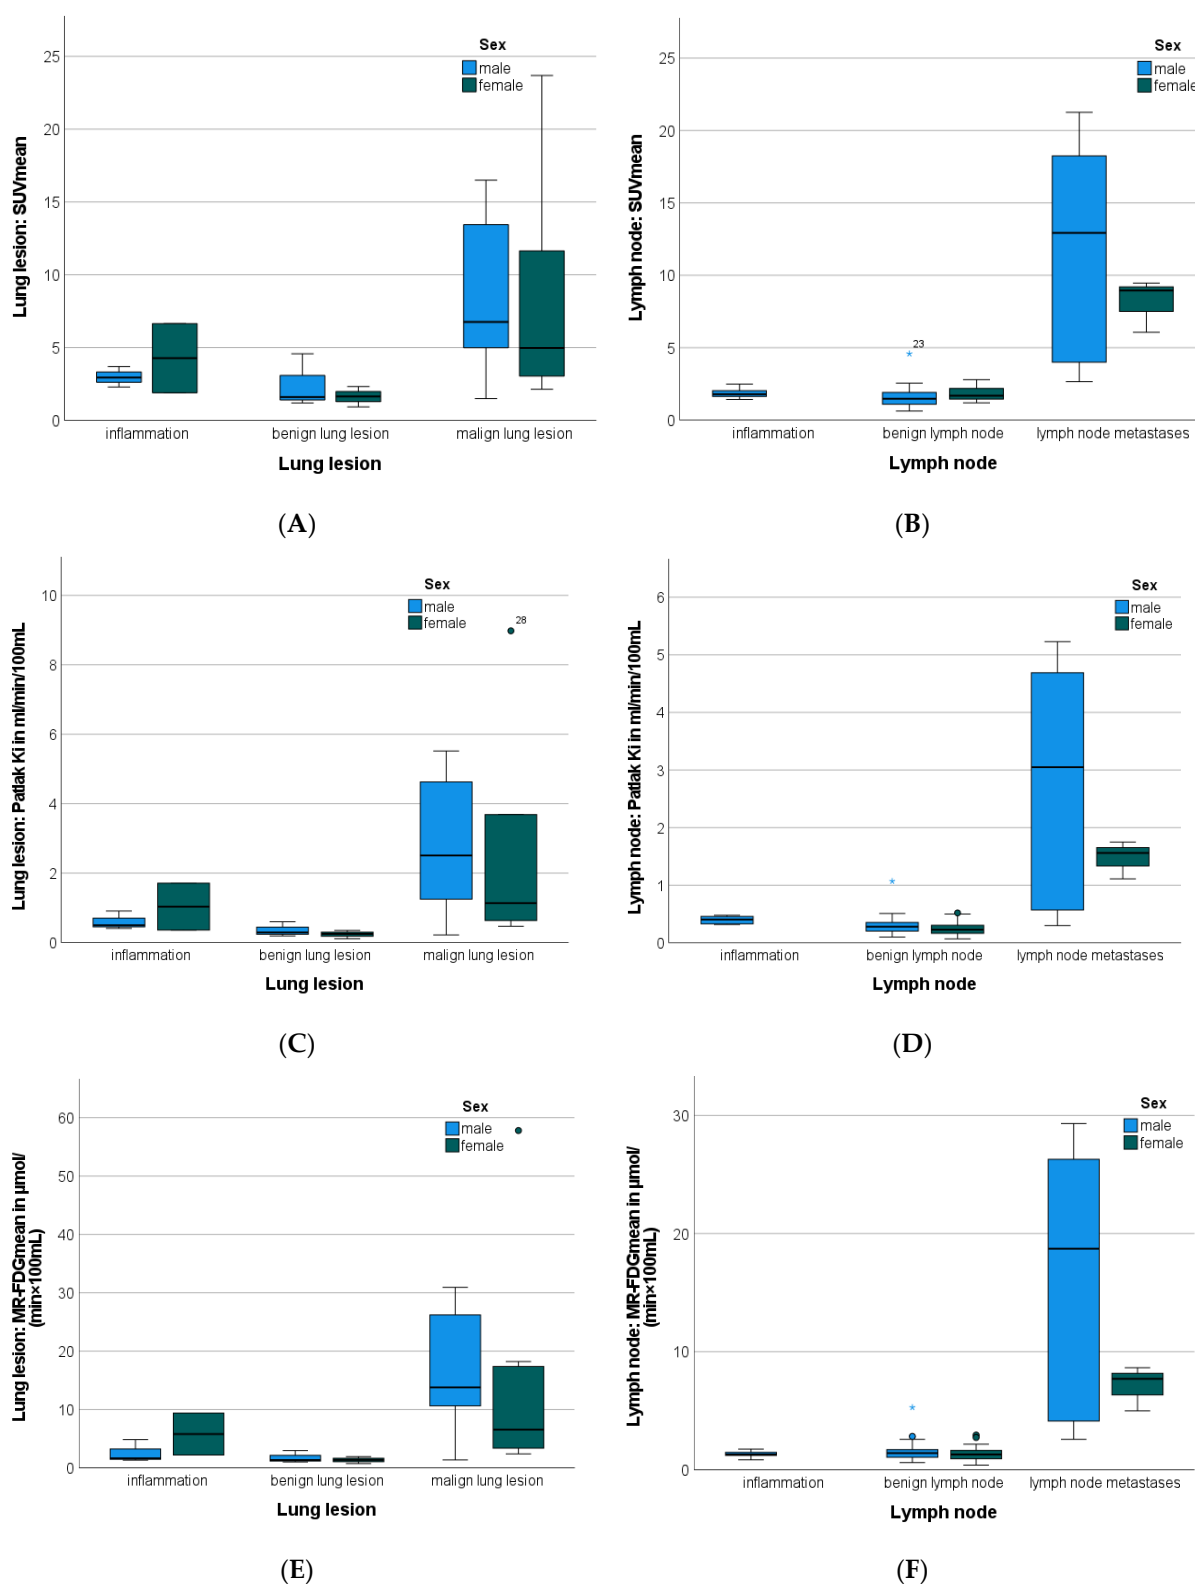 Lung lesion: SUVmean
25
20
15
10
5
0
Sex
male
female
inflammation
benign lung lesion
malign lung lesion
Lung lesion
(A)
Lymph node: SUVmean
25
20
15
10
5
0
Sex
male
female
23
*
inflammation
benign lymph node
lymph node metastases
Lymph node
(B)
Lung lesion: Patlak Ki in ml/min/100mL
10
8
6
4
2
0
Sex
male
female
28
inflammation
benign lung lesion
malign lung lesion
Lung lesion
(C)
Lymph node: Patlak Ki in ml/min/100mL
6
5
4
3
2
1
0
Sex
male
female
*
inflammation
benign lymph node
lymph node metastases
Lymph node
(D)
Lung lesion: MR-FDGmean in µmol/
(min×100mL)
60
50
40
30
20
10
0
Sex
male
female
inflammation
benign lung lesion
malign lung lesion
Lung lesion
(E)
Lymph node: MR-FDGmean in µmol/
(min×100mL)
30
20
10
0
Sex
male
female
*
inflammation
benign lymph node
lymph node metastases
Lymph node
(F)